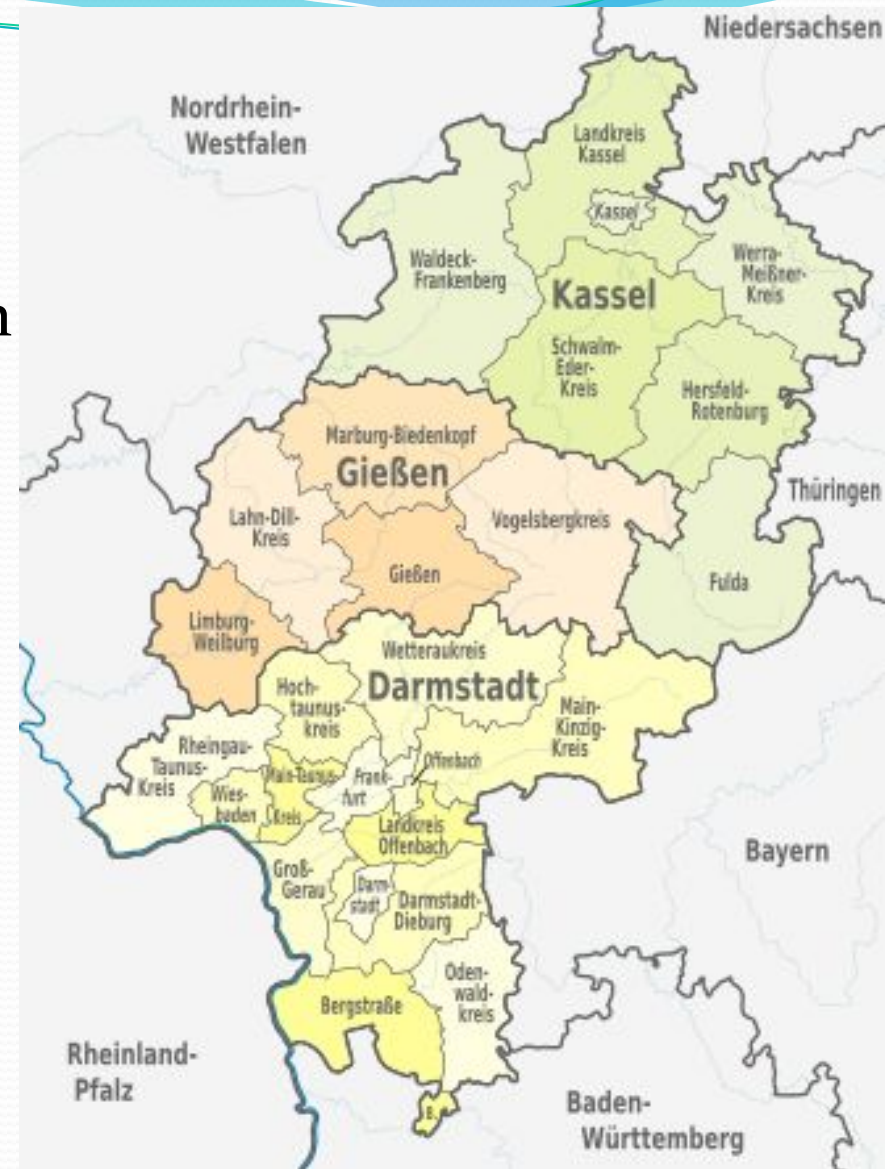 Niedersachsen
Nordrhein-
Westfalen
Landkreis
Kassel
Kassel
Waldeck-
Frankenberg
Werra-
Meißner-
Kreis
Kassel
n
Schwalm-
Eder-
Kreis
Hersfeld-
Rotenburg
Marburg-Biedenkopf
Gießen
Thüringen
Lahn-Dill-
Kreis
Vogelsbergkreis
Gießen
Fulda
Limburg-
Weilburg
Wetteraukreis
Darmstadt
Hoch-
taunus-
kreis
Main-
Kinzig-
Kreis
Rheingau-
Taunus-
Kreis
Offenbach
Main-Taunus-
Kreis
Frank-
furt
Wies-
baden
Landkreis
Offenbach
Bayern
Groß-
Gerau
Darm-
stadt
Darmstadt-
Dieburg
Oden-
wald-
kreis
Bergstraße
Rheinland-
Pfalz
B.
Baden-
Württemberg